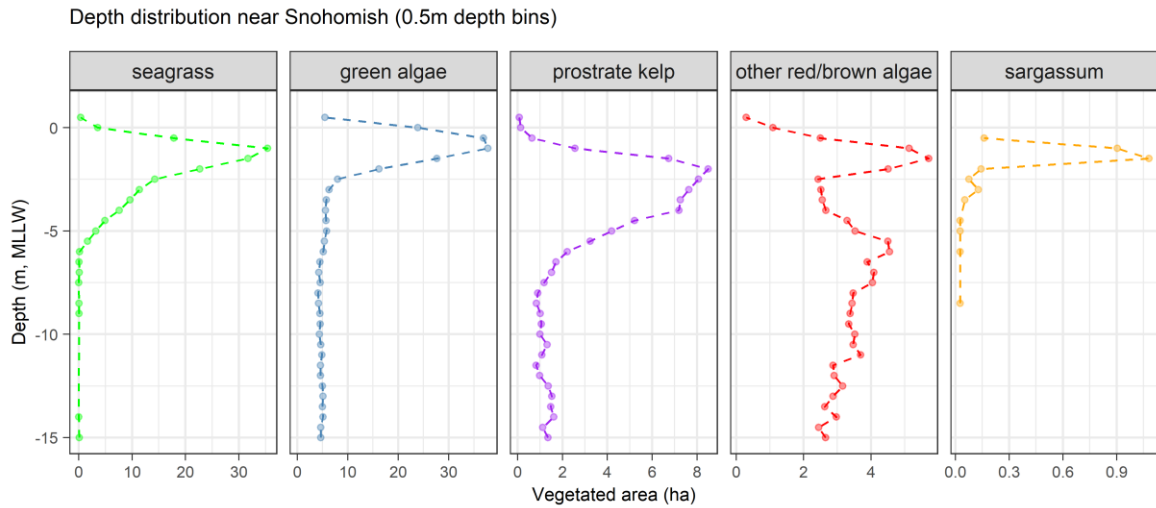 Depth distribution near Snohomish (0.5m depth bins)
seagrass
green algae
prostrate kelp
other red/brown algae
sargassum
Depth (m, MLLW)
0
-5
-10
-15
0 10 20 30
0 10 20 30
0 2 4 6 8
0 2 4
0.0 0.3 0.6 0.9
Vegetated area (ha)